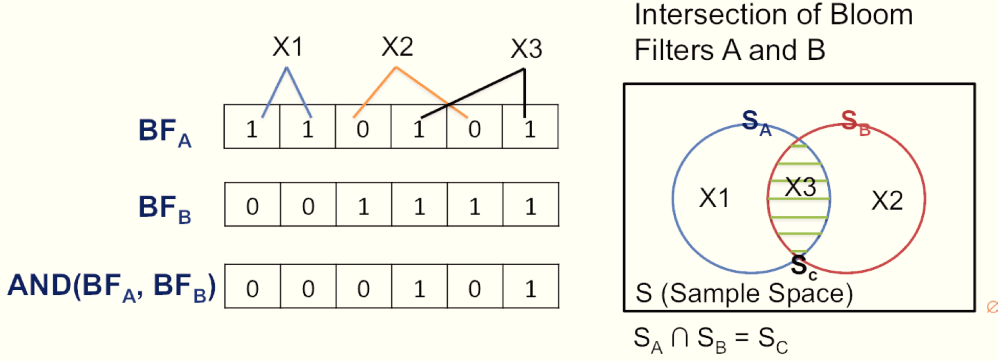 Intersection of Bloom
Filters A and B
X1 X2 X3
BFA 1 1 0 1 0 1
BFB 0 0 1 1 1 1
AND(BFA, BFB) 0 0 0 1 0 1
SA SB
X1 X3 X2
Sc
S (Sample Space)
SA ∩ SB = SC